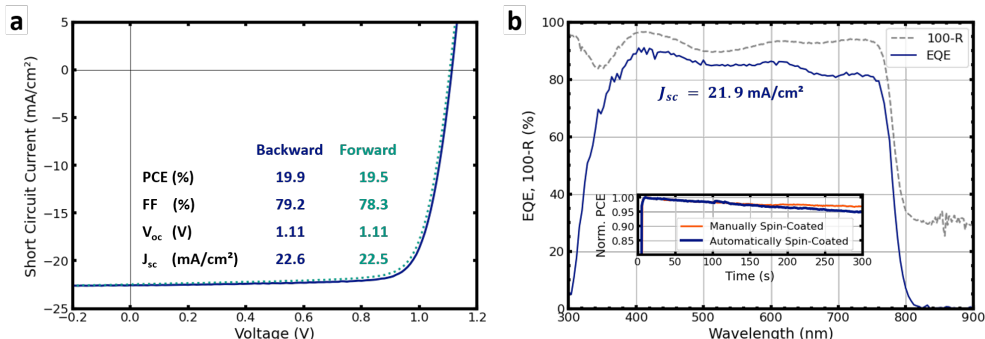 a
5
0
−5
−10
−15
−20
−25
Short Circuit Current (mA/cm²)
Backward Forward
PCE (%) 19.9 19.5
FF (%) 79.2 78.3
Voc (V) 1.11 1.11
Jsc (mA/cm²) 22.6 22.5
−0.2 0.0 0.2 0.4 0.6 0.8 1.0 1.2
Voltage (V)
b
100
80
60
40
20
0
EQE, 100-R (%)
100-R
EQE
Jsc = 21.9 mA/cm²
1.00
0.95
0.90
0.85
Norm. PCE
Manually Spin-Coated
Automatically Spin-Coated
0 50 100 150 200 250 300
Time (s)
300 400 500 600 700 800 900
Wavelength (nm)